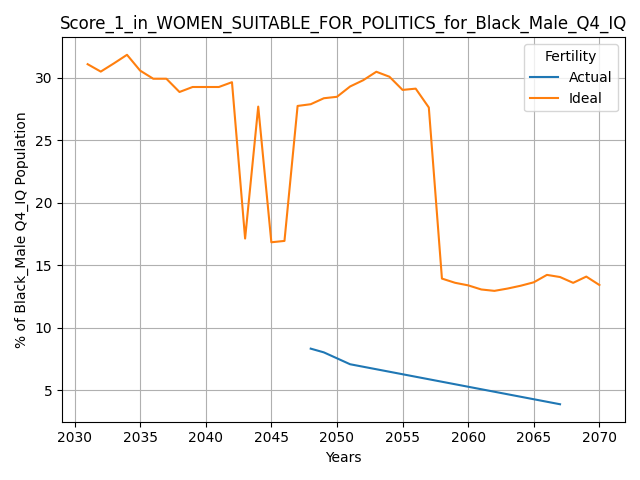 Score_1_in_WOMEN_SUITABLE_FOR_POLITICS_for_Black_Male_Q4_IQ
Fertility
Actual
Ideal
% of Black_Male Q4_IQ Population
30
25
20
15
10
5
2030 2035 2040 2045 2050 2055 2060 2065 2070
Years